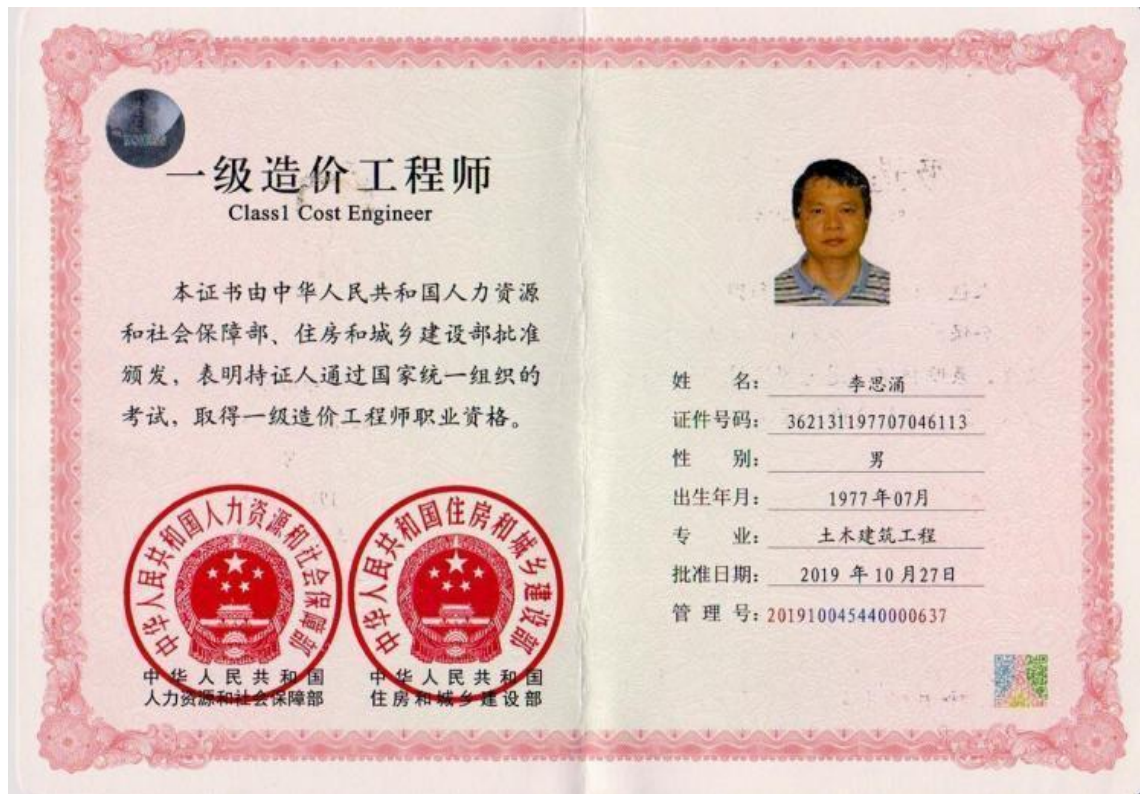 一级造价工程师
Class1 Cost Engineer
本证书由中华人民共和国人力资源
和社会保障部、住房和城乡建设部批准
颁发，表明持证人通过国家统一组织的
考试，取得一级造价工程师职业资格。
中华人民共和国人力资源和社会保障部
中华人民共和国住房和城乡建设部
中华人民共和国
人力资源和社会保障部
中华人民共和国
住房和城乡建设部
姓 名： 李思涌
证件号码： 362131197707046113
性 别： 男
出生年月： 1977年07月
专 业： 土木建筑工程
批准日期： 2019 年 10 月27日
管 理 号：201910045440000637